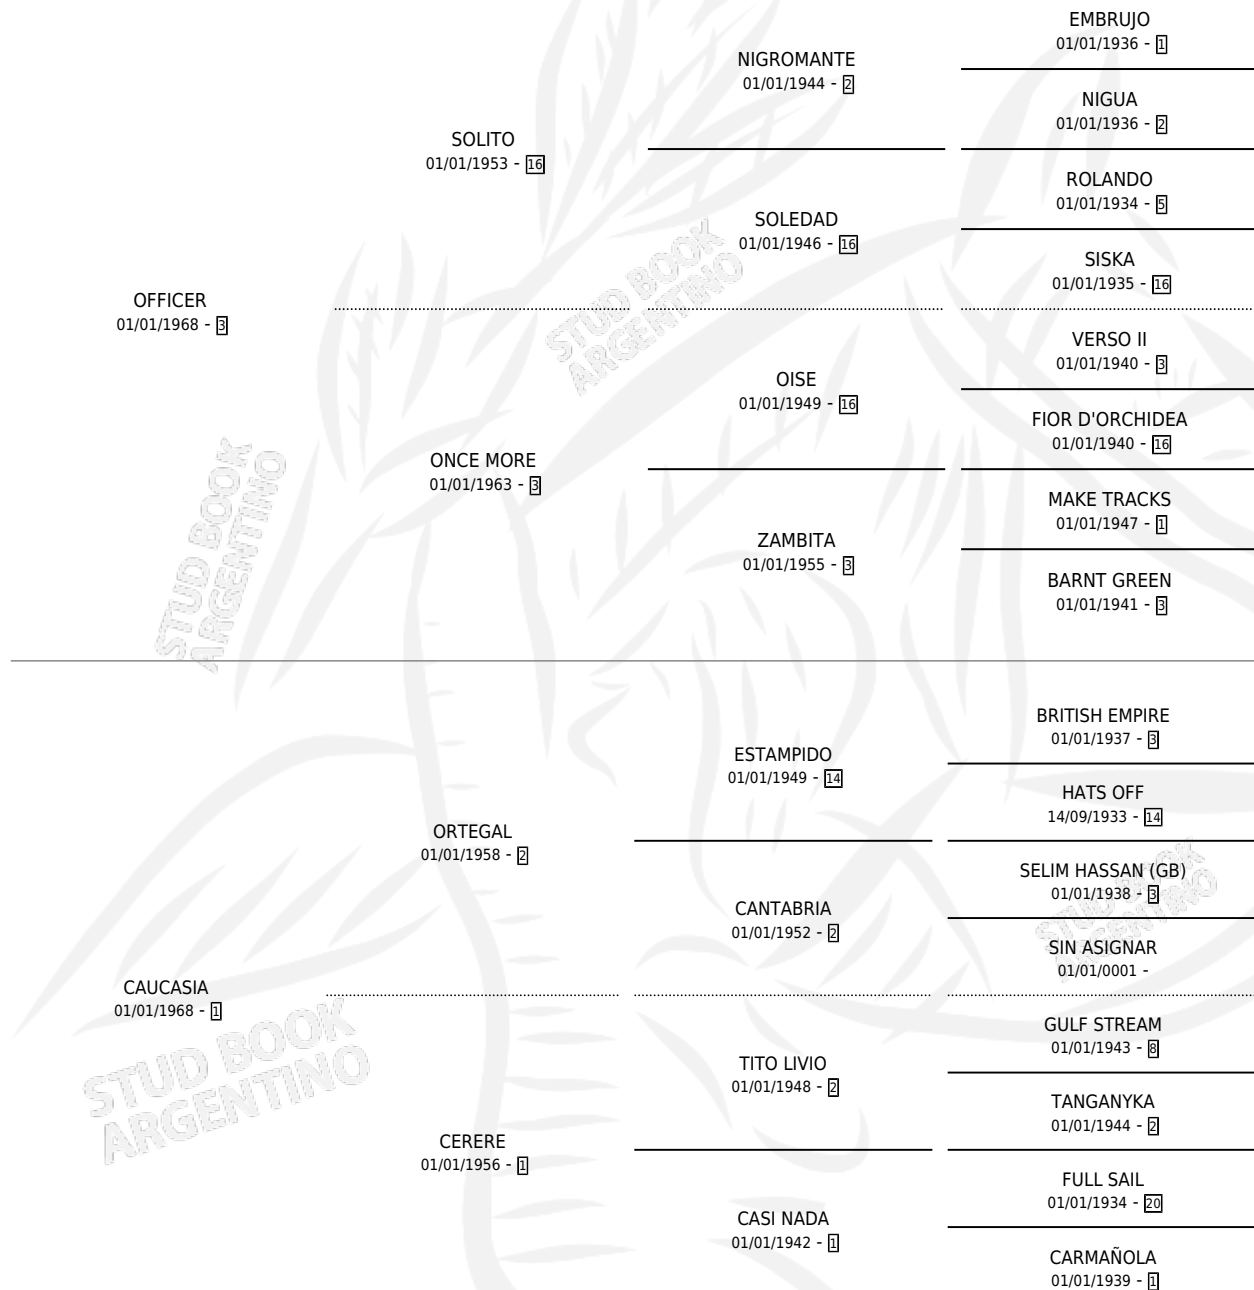 EMBRUJO
01/01/1936 - 1
NIGROMANTE
01/01/1944 - 2
NIGUA
01/01/1936 - 2
SOLITO
01/01/1953 - 16
ROLANDO
01/01/1934 - 5
SOLEDAD
01/01/1946 - 16
SISKA
01/01/1935 - 16
OFFICER
01/01/1968 - 3
VERSO II
01/01/1940 - 3
OISE
01/01/1949 - 16
FIOR D'ORCHIDEA
01/01/1940 - 16
ONCE MORE
01/01/1963 - 3
MAKE TRACKS
01/01/1947 - 1
ZAMBITA
01/01/1955 - 3
BARNT GREEN
01/01/1941 - 3
STUD BOOK
ARGENTINO
STUD BOOK
ARGENTINO
BRITISH EMPIRE
01/01/1937 - 3
ESTAMPIDO
01/01/1949 - 14
HATS OFF
14/09/1933 - 14
ORTEGAL
01/01/1958 - 2
SELIM HASSAN (GB)
01/01/1938 - 3
CANTABRIA
01/01/1952 - 2
SIN ASIGNAR
01/01/0001 -
CAUCASIA
01/01/1968 - 1
GULF STREAM
01/01/1943 - 8
TITO LIVIO
01/01/1948 - 2
TANGANYKA
01/01/1944 - 2
CERERE
01/01/1956 - 1
FULL SAIL
01/01/1934 - 20
CASI NADA
01/01/1942 - 1
CARMAÑOLA
01/01/1939 - 1
STUD BOOK
ARGENTINO
STUD BOOK
ARGENTINO